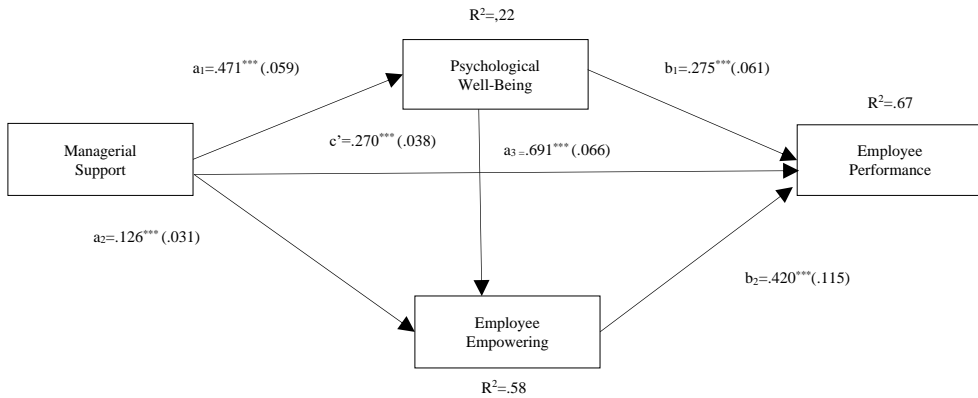 R²=,22
a₁=.471*** (.059)
Psychological
Well-Being
b₁=.275*** (.061)
R²=.67
Managerial
Support
c’=.270*** (.038)
a₃ =.691*** (.066)
Employee
Performance
a₂=.126*** (.031)
b₂=.420***(.115)
Employee
Empowering
R²=.58